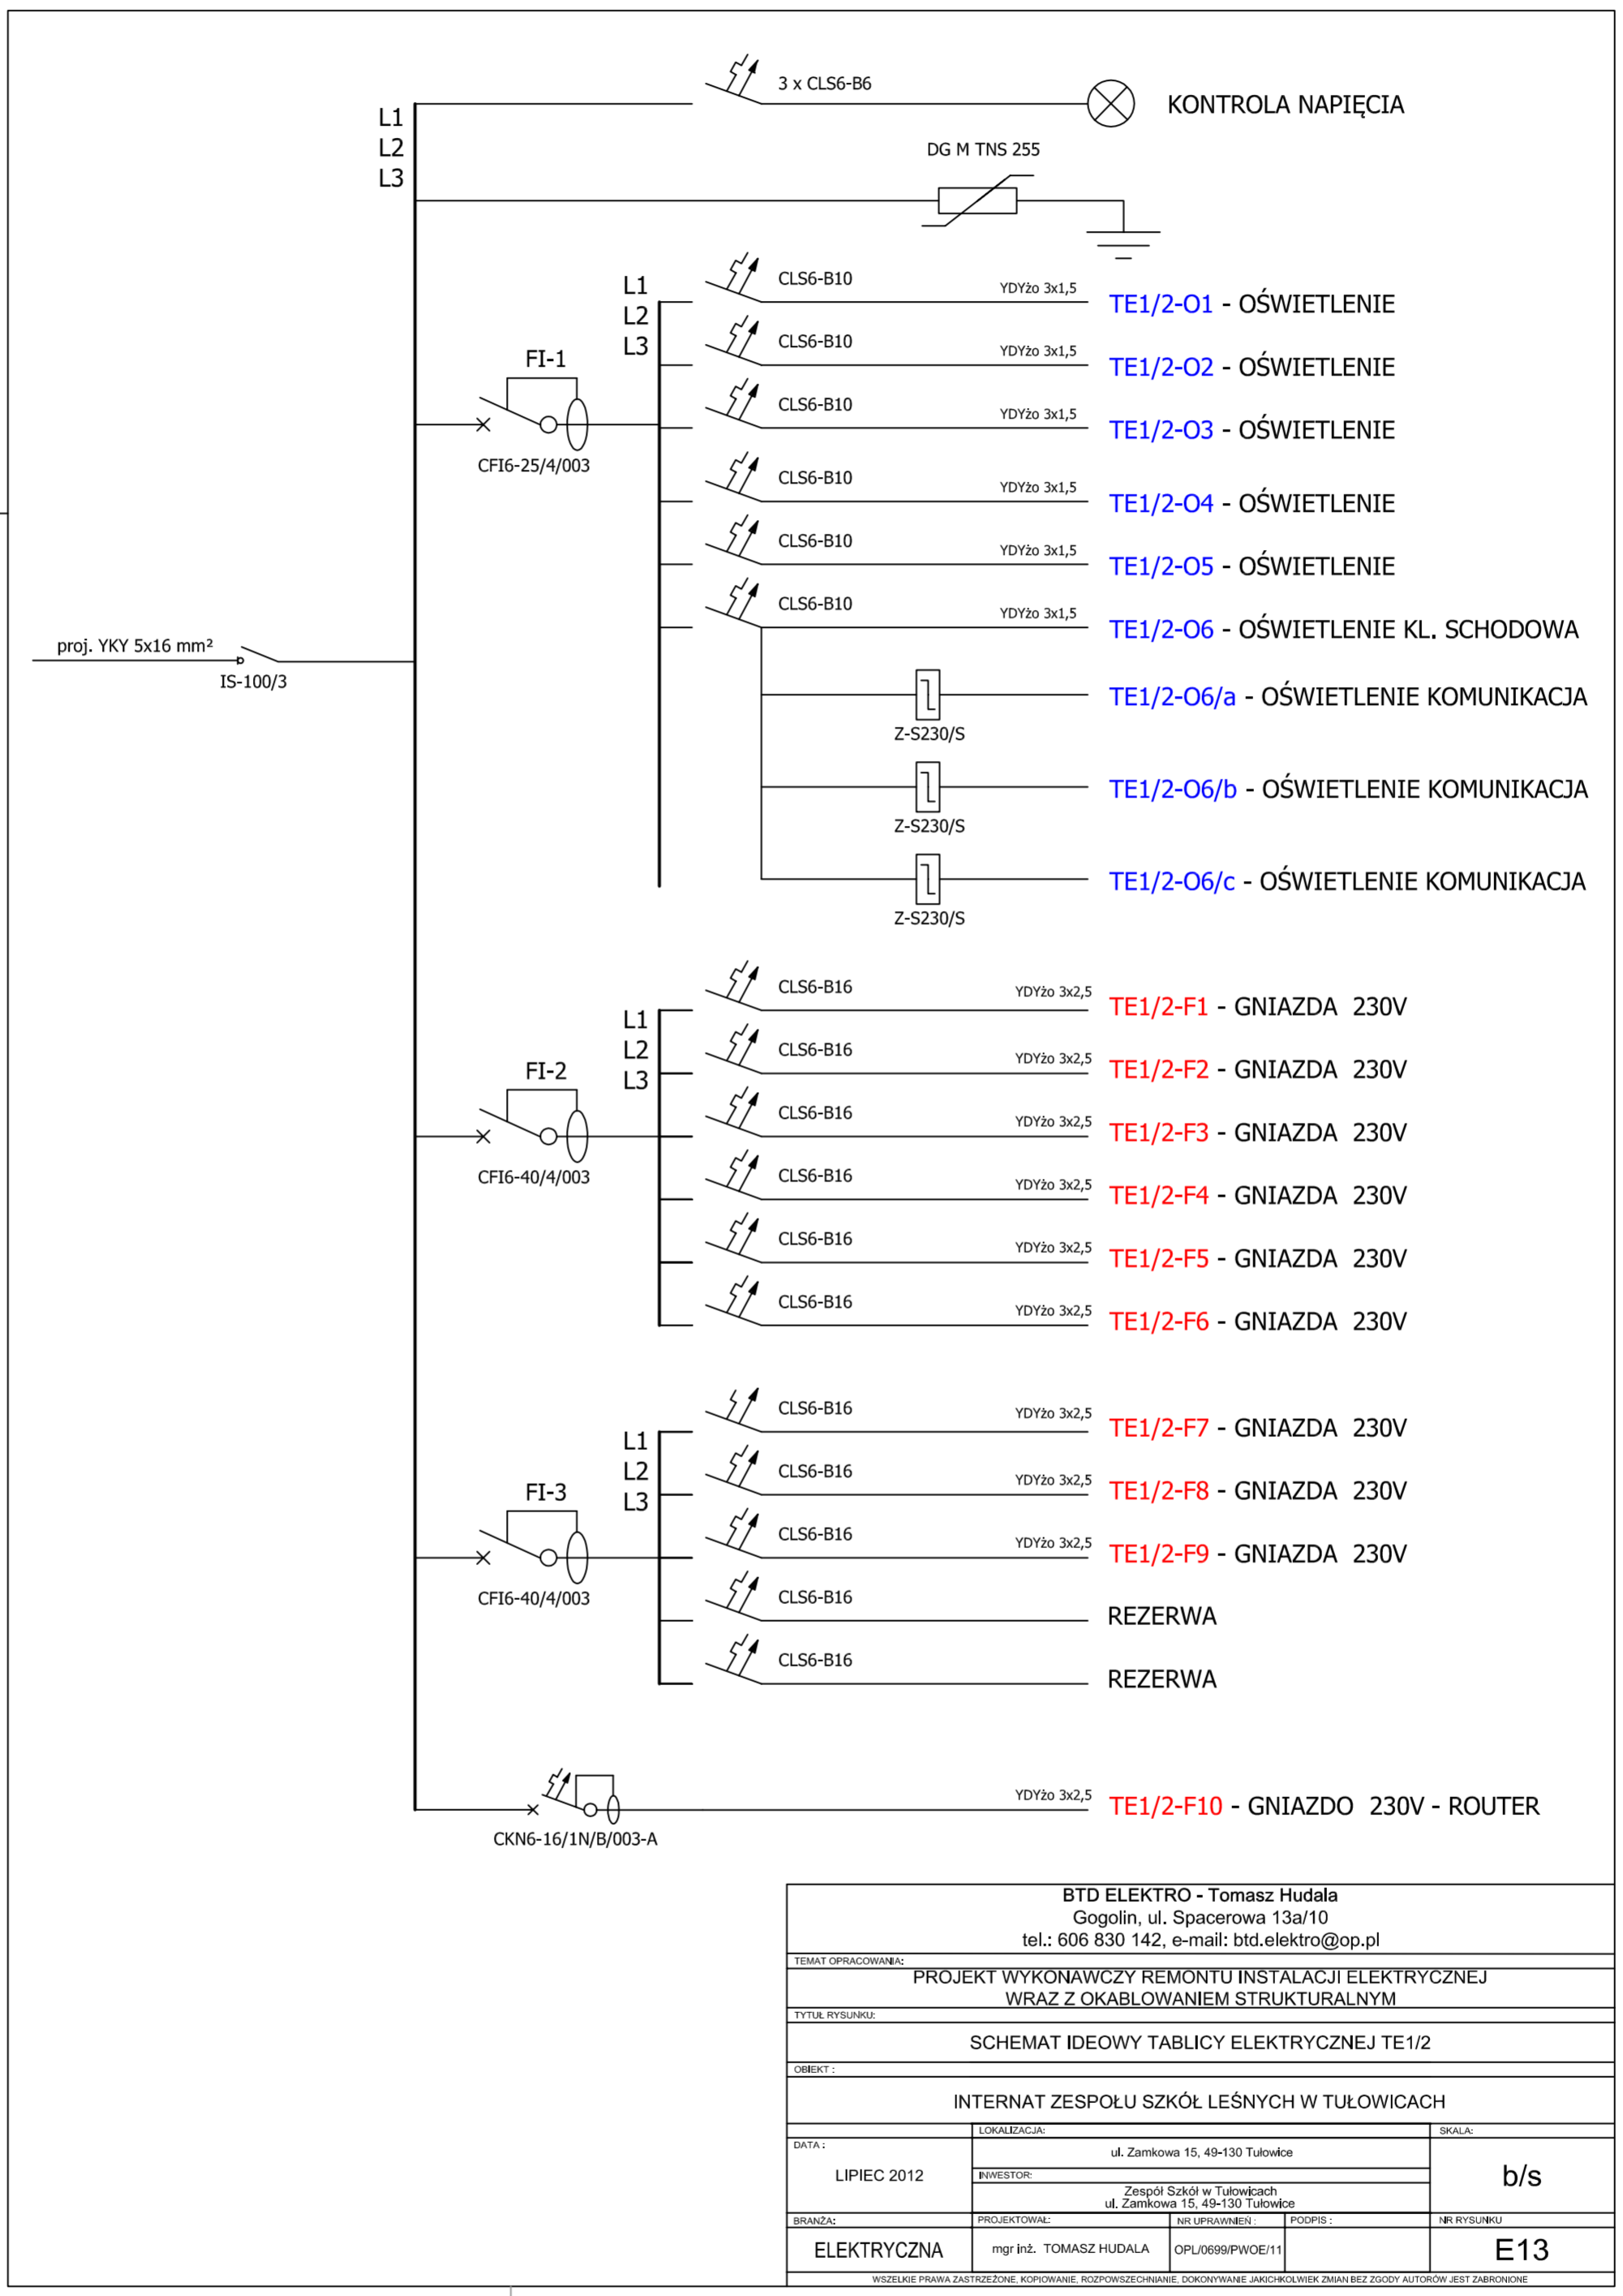 3 x CLS6-B6
KONTROLA NAPIĘCIA
L1
L2
L3
DG M TNS 255
L1
L2
L3
CLS6-B10
YDYżo 3x1,5
TE1/2-O1 - OŚWIETLENIE
CLS6-B10
YDYżo 3x1,5
TE1/2-O2 - OŚWIETLENIE
FI-1
CFI6-25/4/003
CLS6-B10
YDYżo 3x1,5
TE1/2-O3 - OŚWIETLENIE
CLS6-B10
YDYżo 3x1,5
TE1/2-O4 - OŚWIETLENIE
CLS6-B10
YDYżo 3x1,5
TE1/2-O5 - OŚWIETLENIE
CLS6-B10
YDYżo 3x1,5
TE1/2-O6 - OŚWIETLENIE KL. SCHODOWA
proj. YKY 5x16 mm²
IS-100/3
TE1/2-O6/a - OŚWIETLENIE KOMUNIKACJA
Z-S230/S
TE1/2-O6/b - OŚWIETLENIE KOMUNIKACJA
Z-S230/S
TE1/2-O6/c - OŚWIETLENIE KOMUNIKACJA
Z-S230/S
L1
L2
L3
CLS6-B16
YDYżo 3x2,5
TE1/2-F1 - GNIAZDA 230V
CLS6-B16
YDYżo 3x2,5
TE1/2-F2 - GNIAZDA 230V
FI-2
CFI6-40/4/003
CLS6-B16
YDYżo 3x2,5
TE1/2-F3 - GNIAZDA 230V
CLS6-B16
YDYżo 3x2,5
TE1/2-F4 - GNIAZDA 230V
CLS6-B16
YDYżo 3x2,5
TE1/2-F5 - GNIAZDA 230V
CLS6-B16
YDYżo 3x2,5
TE1/2-F6 - GNIAZDA 230V
L1
L2
L3
CLS6-B16
YDYżo 3x2,5
TE1/2-F7 - GNIAZDA 230V
CLS6-B16
YDYżo 3x2,5
TE1/2-F8 - GNIAZDA 230V
FI-3
CFI6-40/4/003
CLS6-B16
YDYżo 3x2,5
TE1/2-F9 - GNIAZDA 230V
CLS6-B16
REZERWA
CLS6-B16
REZERWA
CKN6-16/1N/B/003-A
YDYżo 3x2,5
TE1/2-F10 - GNIAZDO 230V - ROUTER
BTD ELEKTRO - Tomasz Hudala
Gogolin, ul. Spacerowa 13a/10
tel.: 606 830 142, e-mail: btd.elektro@op.pl
TEMAT OPRACOWANIA:
PROJEKT WYKONAWCZY REMONTU INSTALACJI ELEKTRYCZNEJ
WRAZ Z OKABLOWANIEM STRUKTURALNYM
TYTUŁ RYSUNKU:
SCHEMAT IDEOWY TABLICY ELEKTRYCZNEJ TE1/2
OBIEKT :
INTERNAT ZESPOŁU SZKÓŁ LEŚNYCH W TUŁOWICACH
DATA :
LIPIEC 2012
LOKALIZACJA:
ul. Zamkowa 15, 49-130 Tułowice
INWESTOR:
Zespół Szkół w Tułowicach
ul. Zamkowa 15, 49-130 Tułowice
SKALA:
b/s
BRANŻA:
ELEKTRYCZNA
PROJEKTOWAŁ:
mgr inż. TOMASZ HUDALA
NR UPRAWNIEŃ :
OPL/0699/PWOE/11
PODPIS :
NR RYSUNKU
E13
WSZELKIE PRAWA ZASTRZEŻONE, KOPIOWANIE, ROZPOWSZECHNIANIE, DOKONYWANIE JAKICHKOLWIEK ZMIAN BEZ ZGODY AUTORÓW JEST ZABRONIONE